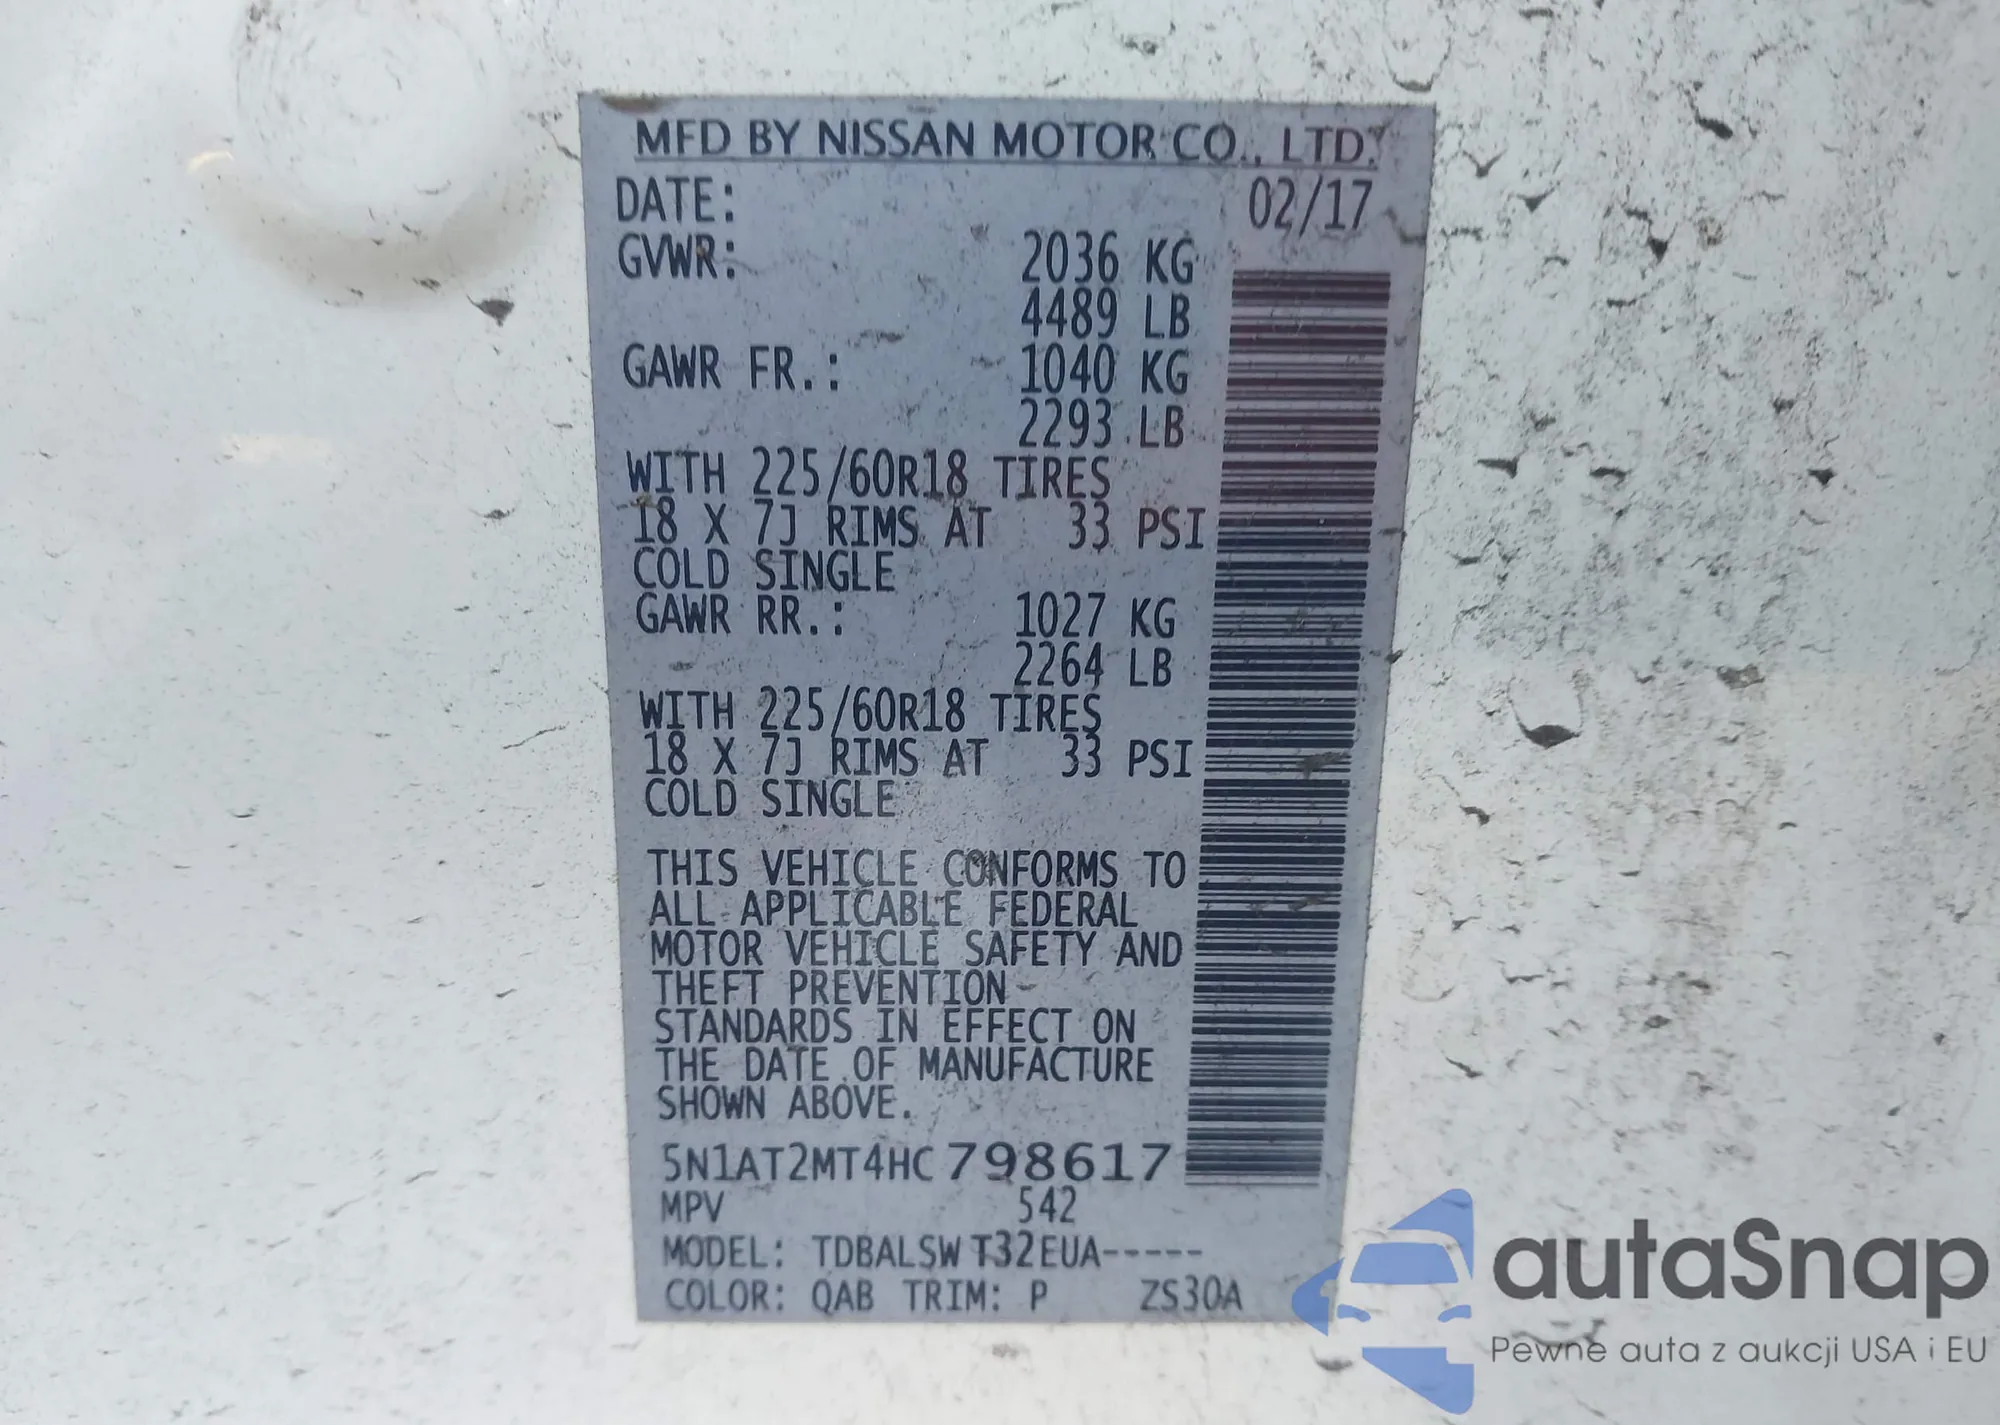 MFD BY NISSAN MOTOR CO., LTD.
DATE: 02/17
GVWR: 2036 KG
4489 LB
GAWR FR.: 1040 KG
2293 LB
WITH 225/60R18 TIRES
18 X 7J RIMS AT 33 PSI
COLD SINGLE
GAWR RR.: 1027 KG
2264 LB
WITH 225/60R18 TIRES
18 X 7J RIMS AT 33 PSI
COLD SINGLE
THIS VEHICLE CONFORMS TO
ALL APPLICABLE FEDERAL
MOTOR VEHICLE SAFETY AND
THEFT PREVENTION
STANDARDS IN EFFECT ON
THE DATE OF MANUFACTURE
SHOWN ABOVE.
5N1AT2MT4HC798617
MPV 542
MODEL: TDBALSW T32EUA-----
COLOR: QAB TRIM: P ZS30A
autaSnap
Pewne auta z aukcji USA i EU